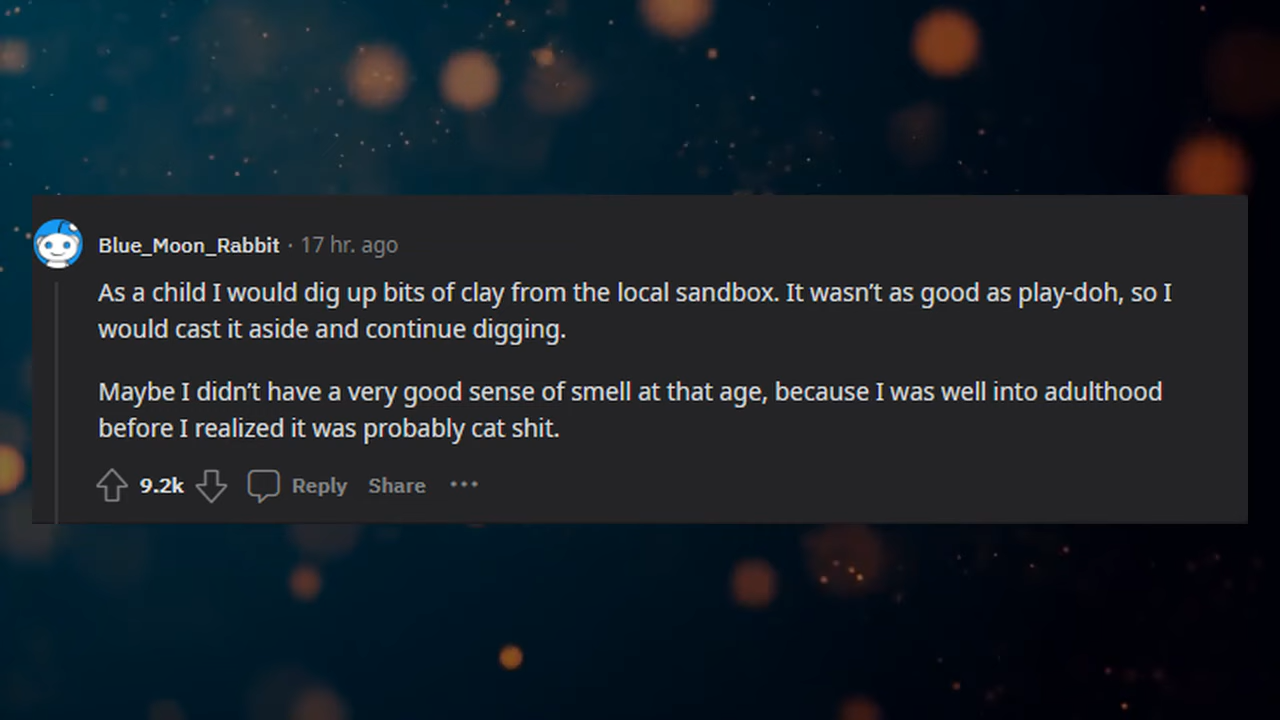 Blue_Moon_Rabbit · 17 hr. ago
As a child I would dig up bits of clay from the local sandbox. It wasn’t as good as play-doh, so I
would cast it aside and continue digging.
Maybe I didn’t have a very good sense of smell at that age, because I was well into adulthood
before I realized it was probably cat shit.
9.2k Reply Share ···